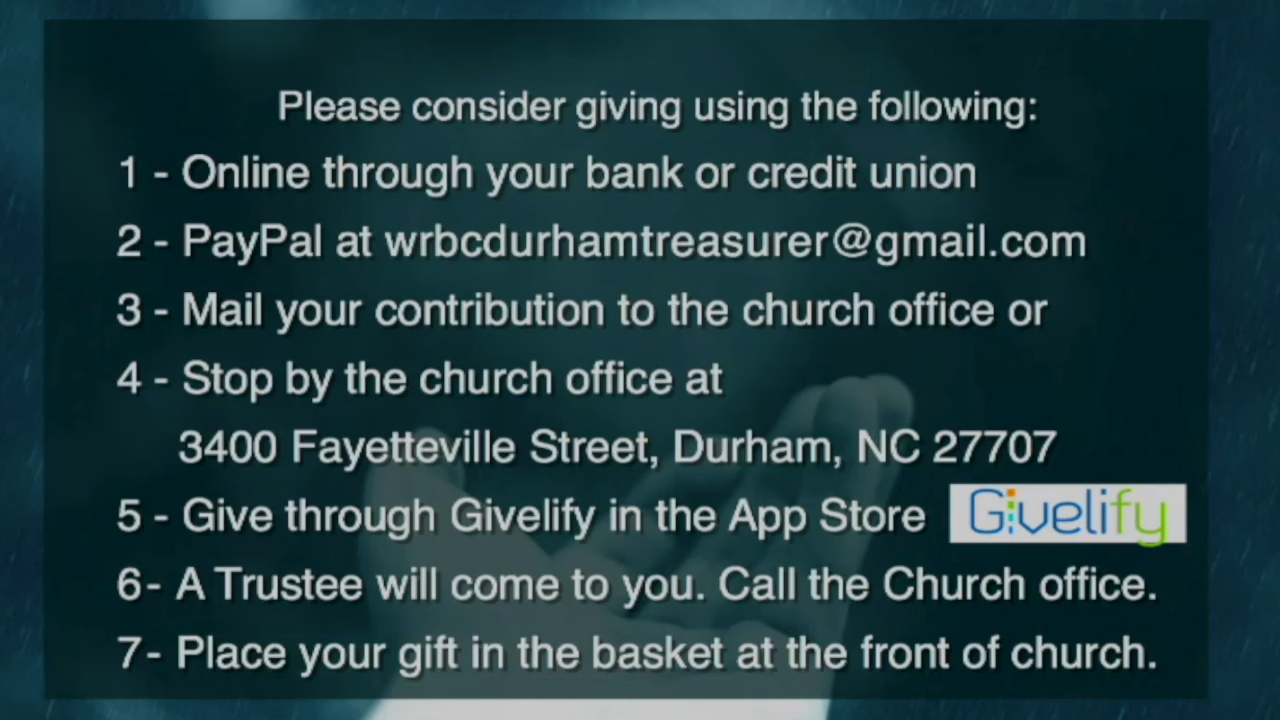 Please consider giving using the following:
1 - Online through your bank or credit union
2 - PayPal at wrbcdurhamtreasurer@gmail.com
3 - Mail your contribution to the church office or
4 - Stop by the church office at
3400 Fayetteville Street, Durham, NC 27707
5 - Give through Givelify in the App Store Givelify
6- A Trustee will come to you. Call the Church office.
7- Place your gift in the basket at the front of church.